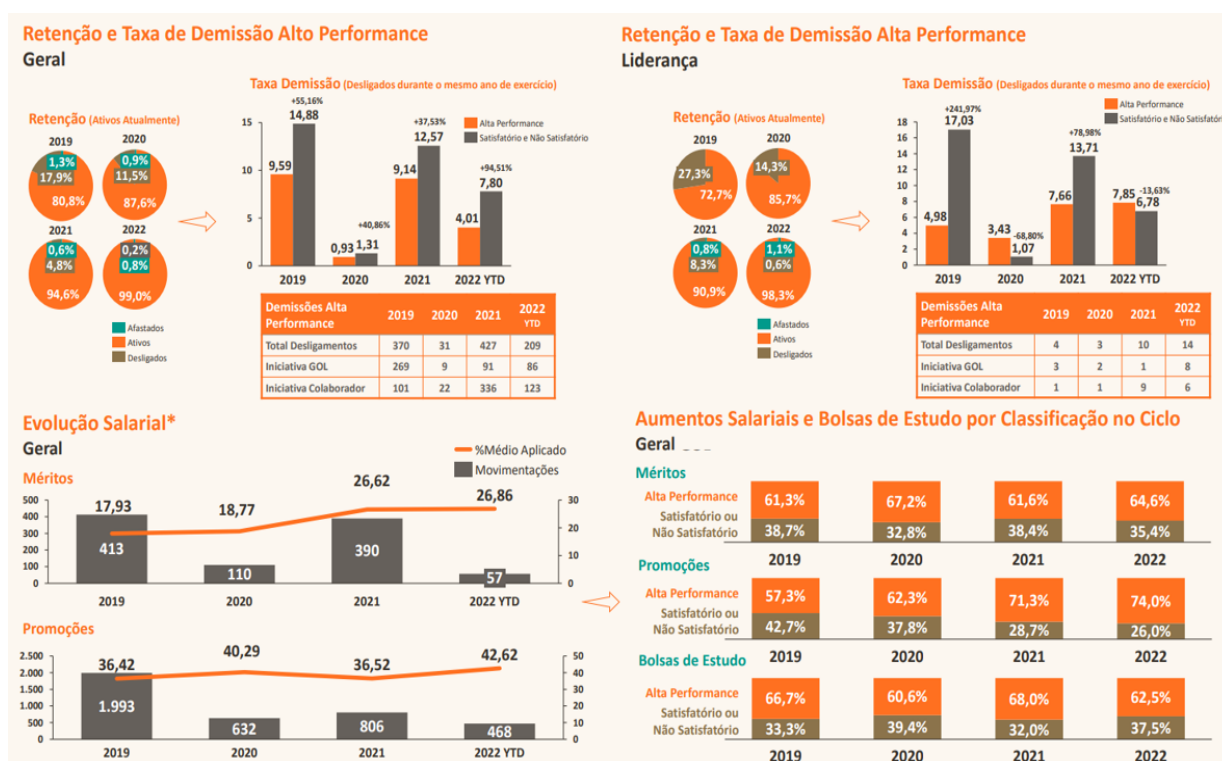 Retenção e Taxa de Demissão Alto Performance
Geral
Taxa Demissão (Desligados durante o mesmo ano de exercício)
Retenção (Ativos Atualmente)
2019
1,3%
17,9%
80,8%
2020
0,9%
11,5%
87,6%
2021
0,6%
4,8%
94,6%
2022
0,2%
0,8%
99,0%
Afastados
Ativos
Desligados
Alta Performance
Satisfatório e Não Satisfatório
15
10
5
0
+55,16%
9,59 14,88
+40,86%
0,93 1,31
+37,53%
9,14 12,57
+94,51%
4,01 7,80
2019 2020 2021 2022 YTD
Demissões Alta Performance 2019 2020 2021 2022 YTD
Total Desligamentos 370 31 427 209
Iniciativa GOL 269 9 91 86
Iniciativa Colaborador 101 22 336 123
Retenção e Taxa de Demissão Alta Performance
Liderança
Taxa Demissão (Desligados durante o mesmo ano de exercício)
Retenção (Ativos Atualmente)
2019
27,3%
72,7%
2020
14,3%
85,7%
2021
0,8%
8,3%
90,9%
2022
1,1%
0,6%
98,3%
Afastados
Ativos
Desligados
Alta Performance
Satisfatório e Não Satisfatório
18
16
14
12
10
8
6
4
2
0
+241,97%
4,98 17,03
-68,80%
3,43 1,07
+78,98%
7,66 13,71
-13,63%
7,85 6,78
2019 2020 2021 2022 YTD
Demissões Alta Performance 2019 2020 2021 2022 YTD
Total Desligamentos 4 3 10 14
Iniciativa GOL 3 2 1 8
Iniciativa Colaborador 1 1 9 6
Evolução Salarial*
Geral
%Médio Aplicado
Movimentações
Méritos
500
400
300
200
100
0
17,93 18,77 26,62 26,86
413 110 390 57
30
20
10
0
2019 2020 2021 2022 YTD
Promoções
2.500
2.000
1.500
1.000
500
0
36,42 40,29 36,52 42,62
1.993 632 806 468
50
40
30
20
10
0
2019 2020 2021 2022 YTD
Aumentos Salariais e Bolsas de Estudo por Classificação no Ciclo
Geral
Méritos
Alta Performance 61,3% 67,2% 61,6% 64,6%
Satisfatório ou
Não Satisfatório 38,7% 32,8% 38,4% 35,4%
2019 2020 2021 2022
Promoções
Alta Performance 57,3% 62,3% 71,3% 74,0%
Satisfatório ou
Não Satisfatório 42,7% 37,8% 28,7% 26,0%
2019 2020 2021 2022
Bolsas de Estudo
Alta Performance 66,7% 60,6% 68,0% 62,5%
Satisfatório ou
Não Satisfatório 33,3% 39,4% 32,0% 37,5%
2019 2020 2021 2022